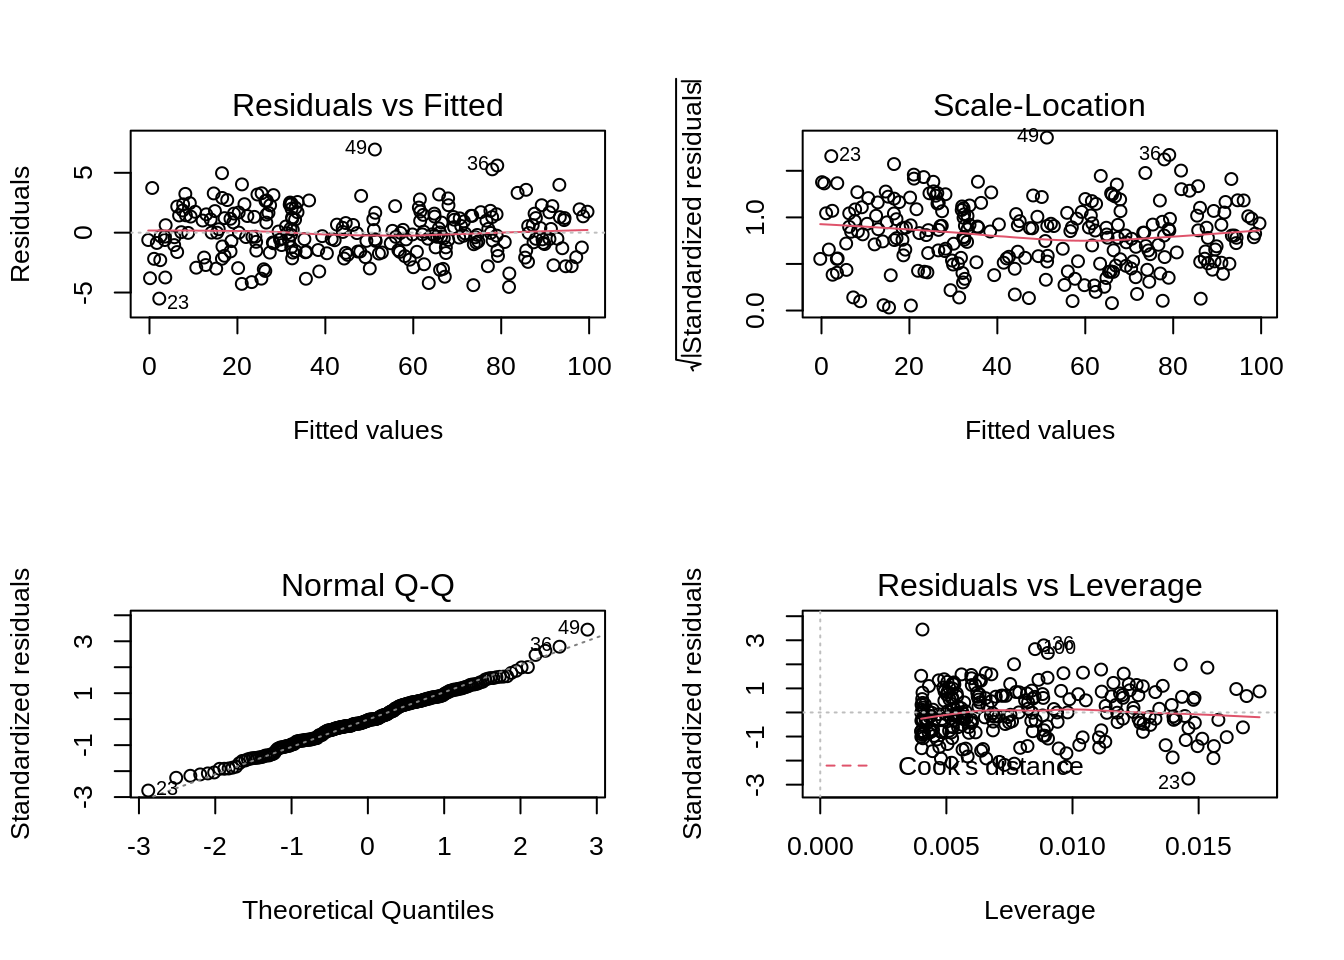 Residuals vs Fitted
Residuals
5
0
-5
49
36
23
0 20 40 60 80 100
Fitted values
Scale-Location
√|Standardized residuals|
1.0
0.0
49
36
23
0 20 40 60 80 100
Fitted values
Normal Q-Q
Standardized residuals
3
1
-1
-3
49
36
23
-3 -2 -1 0 1 2 3
Theoretical Quantiles
Residuals vs Leverage
Standardized residuals
3
1
-1
-3
36
Cook's distance
23
0.000 0.005 0.010 0.015
Leverage